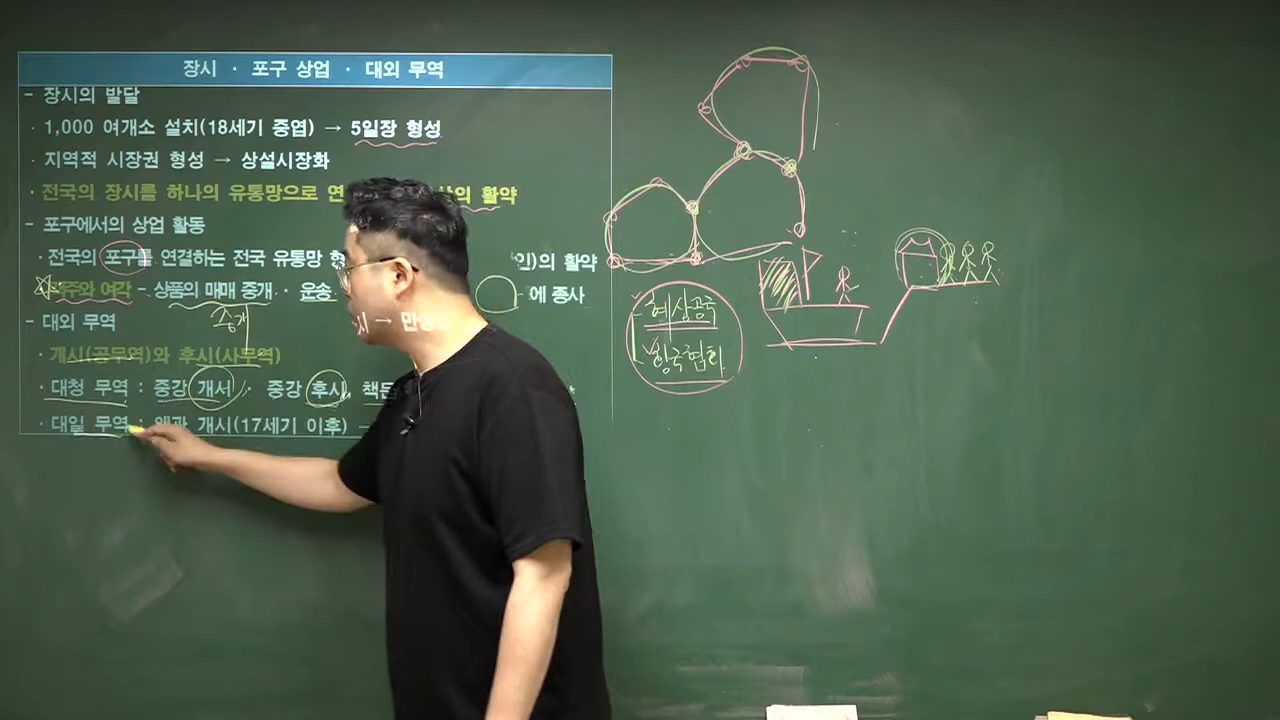 장시 · 포구 상업 · 대외 무역
- 장시의 발달
· 1,000 여개소 설치(18세기 중엽) → 5일장 형성
· 지역적 시장권 형성 → 상설시장화
· 전국의 장시를 하나의 유통망으로 연 의 활약
- 포구에서의 상업 활동
· 전국의 포구를 연결하는 전국 유통망 인)의 활약
객주와 여각 - 상품의 매매 중개 · 운송 에 종사
중개
- 대외 무역
· 개시(공무역)와 후시(사무역) 시 →
· 대청 무역 : 중강 개서 · 중강 후시, 책문
· 대일 무역 : 왜관 개시(17세기 이후) →